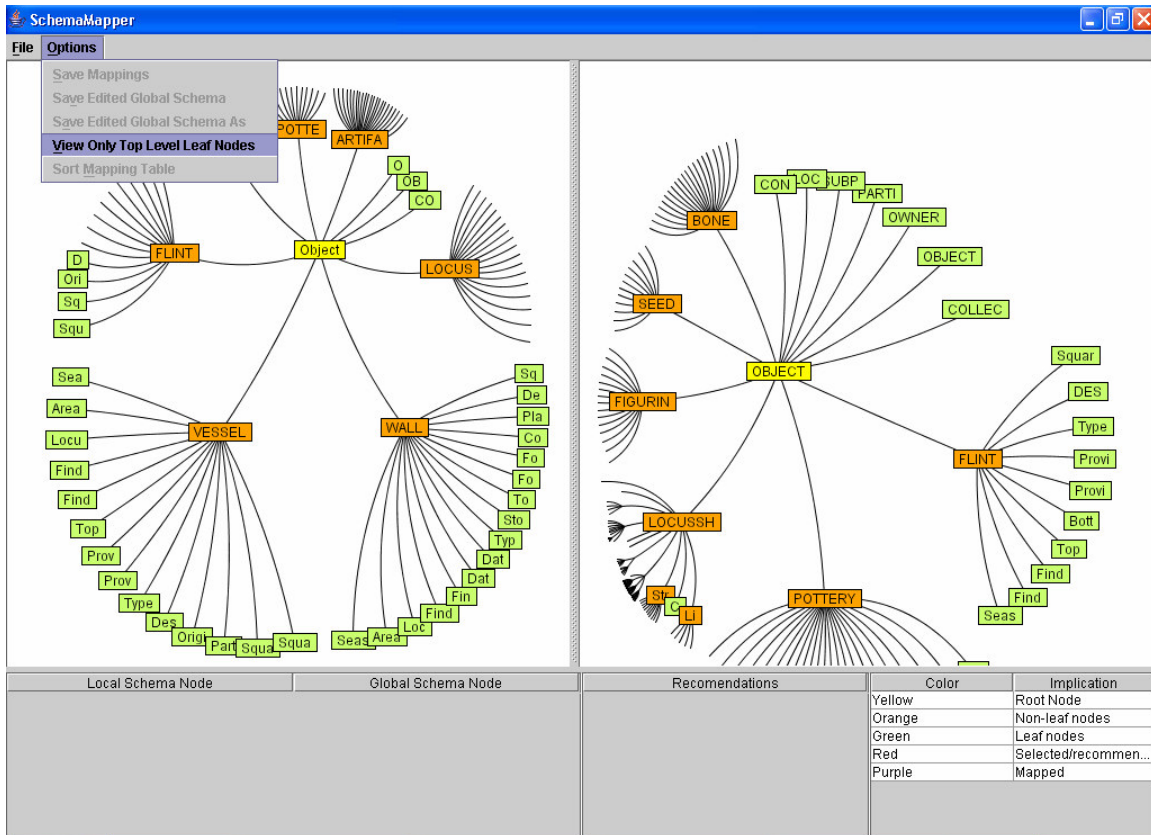 SchemaMapper
File Options
Save Mappings
Save Edited Global Schema
Save Edited Global Schema As
View Only Top Level Leaf Nodes
Sort Mapping Table
POTTE
ARTIFA
O
OB
CO
Object
FLINT
LOCUS
D
Ori
Sq
Squ
Sea
Area
Locu
Find
Find
Top
Prov
Prov
Type
Des
Origi
Part
Squa
Squa
VESSEL
WALL
Sq
De
Pla
Co
Fo
Fo
To
Sto
Typ
Dat
Dat
Fin
Find
Loc
Area
Seas
CON
LOC
SUBP
PARTI
OWNER
OBJECT
COLLEC
BONE
SEED
OBJECT
FIGURIN
LOCUSSH
Str
C
Li
POTTERY
FLINT
Squar
DES
Type
Provi
Provi
Bott
Top
Find
Find
Seas
Local Schema Node Global Schema Node Recomendations Color Implication
Yellow Root Node
Orange Non-leaf nodes
Green Leaf nodes
Red Selected/recommen...
Purple Mapped